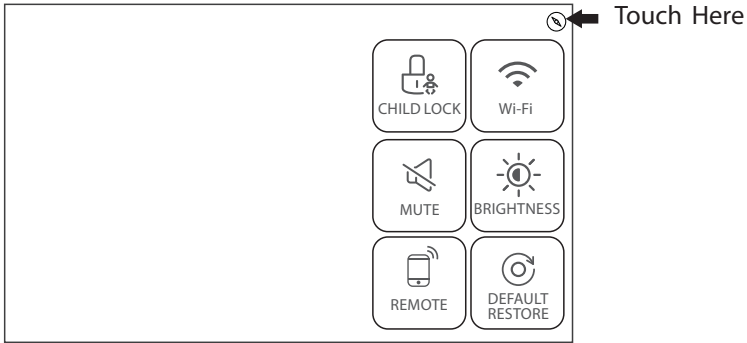 Touch Here
CHILD LOCK
Wi-Fi
MUTE
BRIGHTNESS
REMOTE
DEFAULT
RESTORE